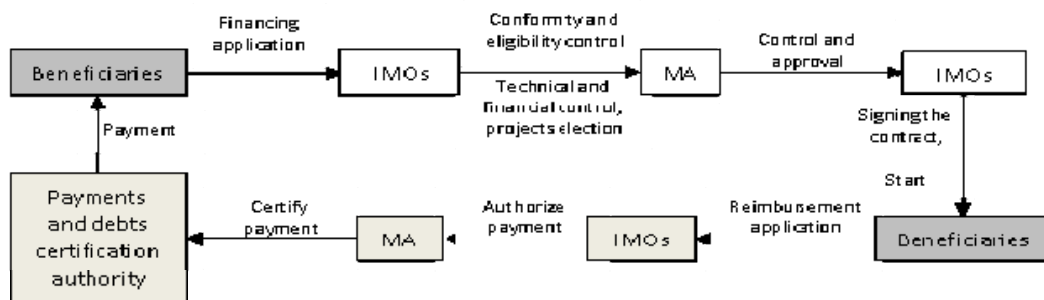 Financing
application
Conformity and
eligibility control
Control and
approval
Beneficiaries
IMOs
MA
IMOs
Technical and
financial control,
projects election
Payment
Signing the
contract,
Start
Payments
and debts
certification
authority
Certify
payment
MA
Authorize
payment
IMOs
Reimbursement
application
Beneficiaries